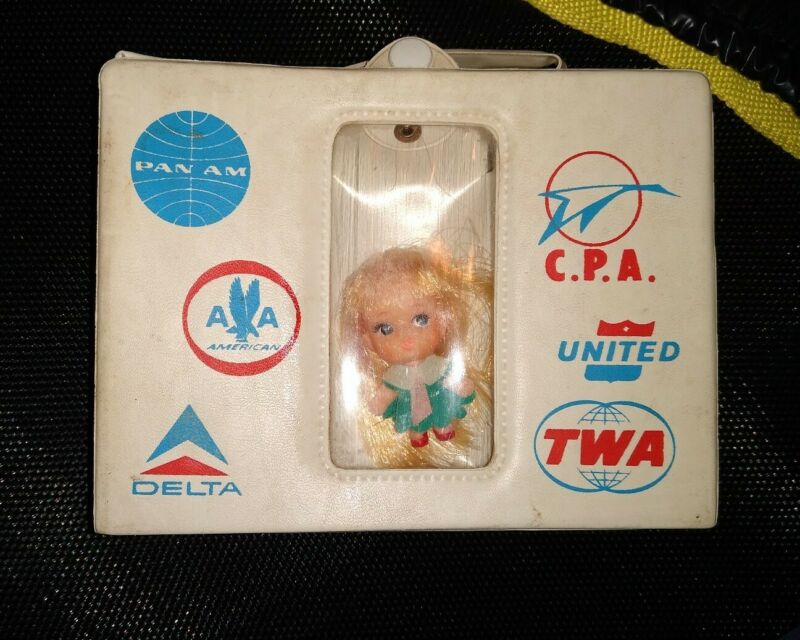 PAN AM
AA
AMERICAN
DELTA
C.P.A.
UNITED
TWA